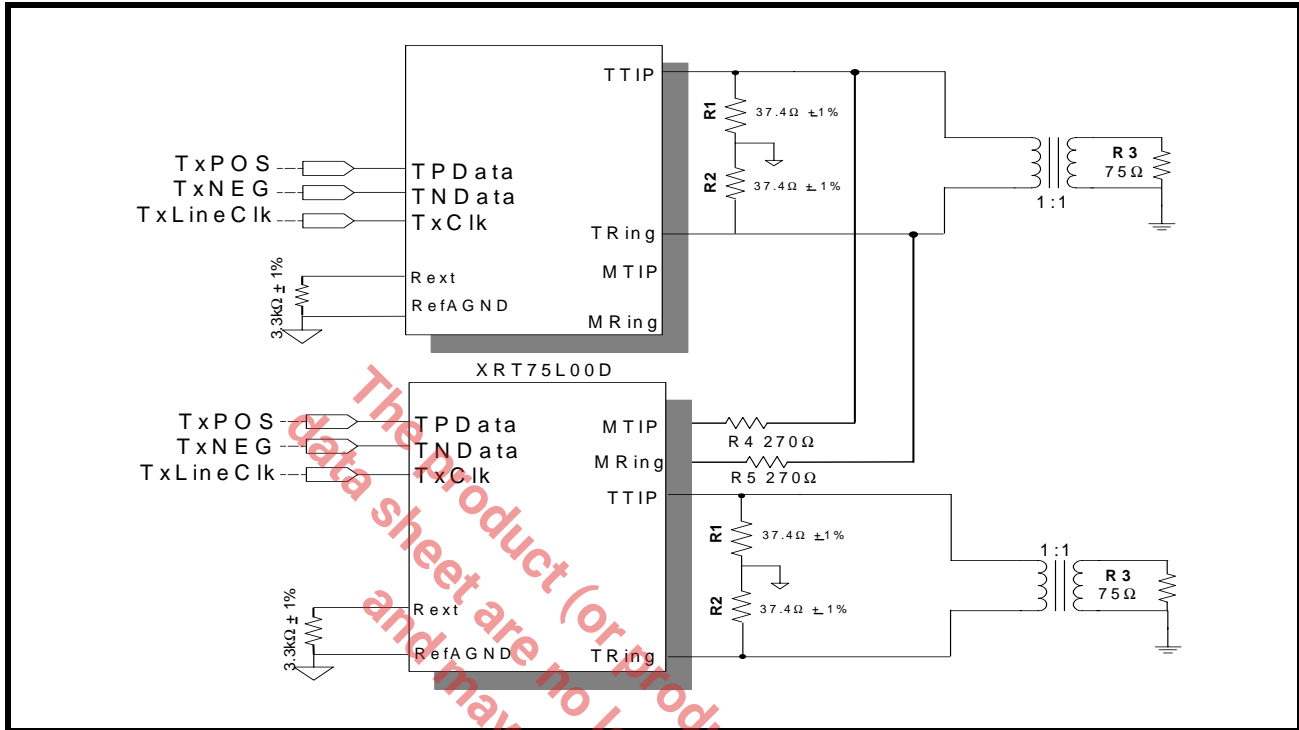 TTIP
R1
37.4Ω ±1%
R2
37.4Ω ±1%
R3
75Ω
1:1
TxPOS
TPData
TxNEG
TNData
TxLineClk
TxClk
TRing
MTIP
Rext
RefAGND
3.3kΩ ± 1%
MRing
XRT75L00D
TxPOS
TPData
TxNEG
TNData
TxLineClk
TxClk
MTIP
R4 270Ω
MRing
R5 270Ω
TTIP
R1
37.4Ω ±1%
R2
37.4Ω ±1%
1:1
R3
75Ω
Rext
RefAGND
3.3kΩ ± 1%
TRing
The product (or produ
data sheet are no l
and may